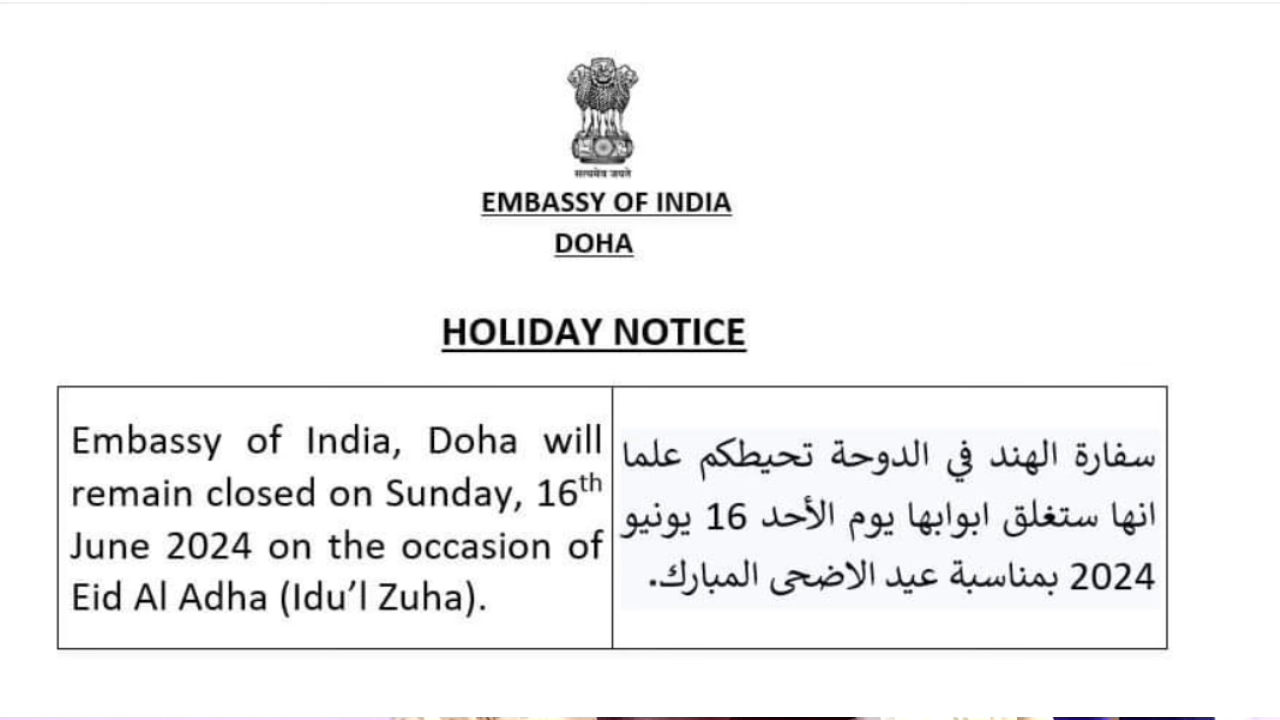 सत्यमेव जयते
EMBASSY OF INDIA
DOHA
HOLIDAY NOTICE
Embassy of India, Doha will
remain closed on Sunday, 16th
June 2024 on the occasion of
Eid Al Adha (Idu’l Zuha).
سفارة الهند في الدوحة تحيطكم علما
انها ستغلق ابوابها يوم الأحد 16 يونيو
2024 بمناسبة عيد الاضحى المبارك.